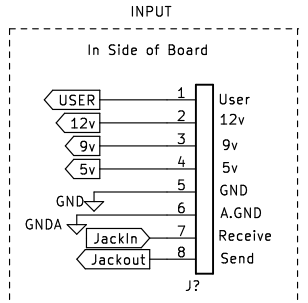 INPUT
In Side of Board
USER 1 User
12v 2 12v
9v 3 9v
5v 4 5v
GND 5 GND
GNDA 6 A.GND
JackIn 7 Receive
Jackout 8 Send
J?